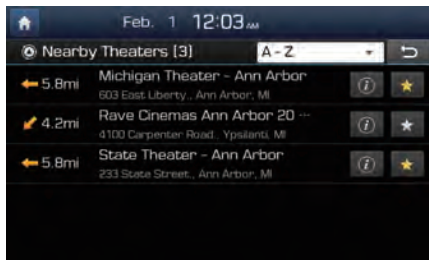 Feb. 1 12:03 AM
Nearby Theaters (3) A - Z
5.8mi Michigan Theater - Ann Arbor
603 East Liberty., Ann Arbor, MI
4.2mi Rave Cinemas Ann Arbor 20 ···
4100 Carpenter Road., Ypsilanti, MI
5.8mi State Theater - Ann Arbor
233 State Street., Ann Arbor, MI